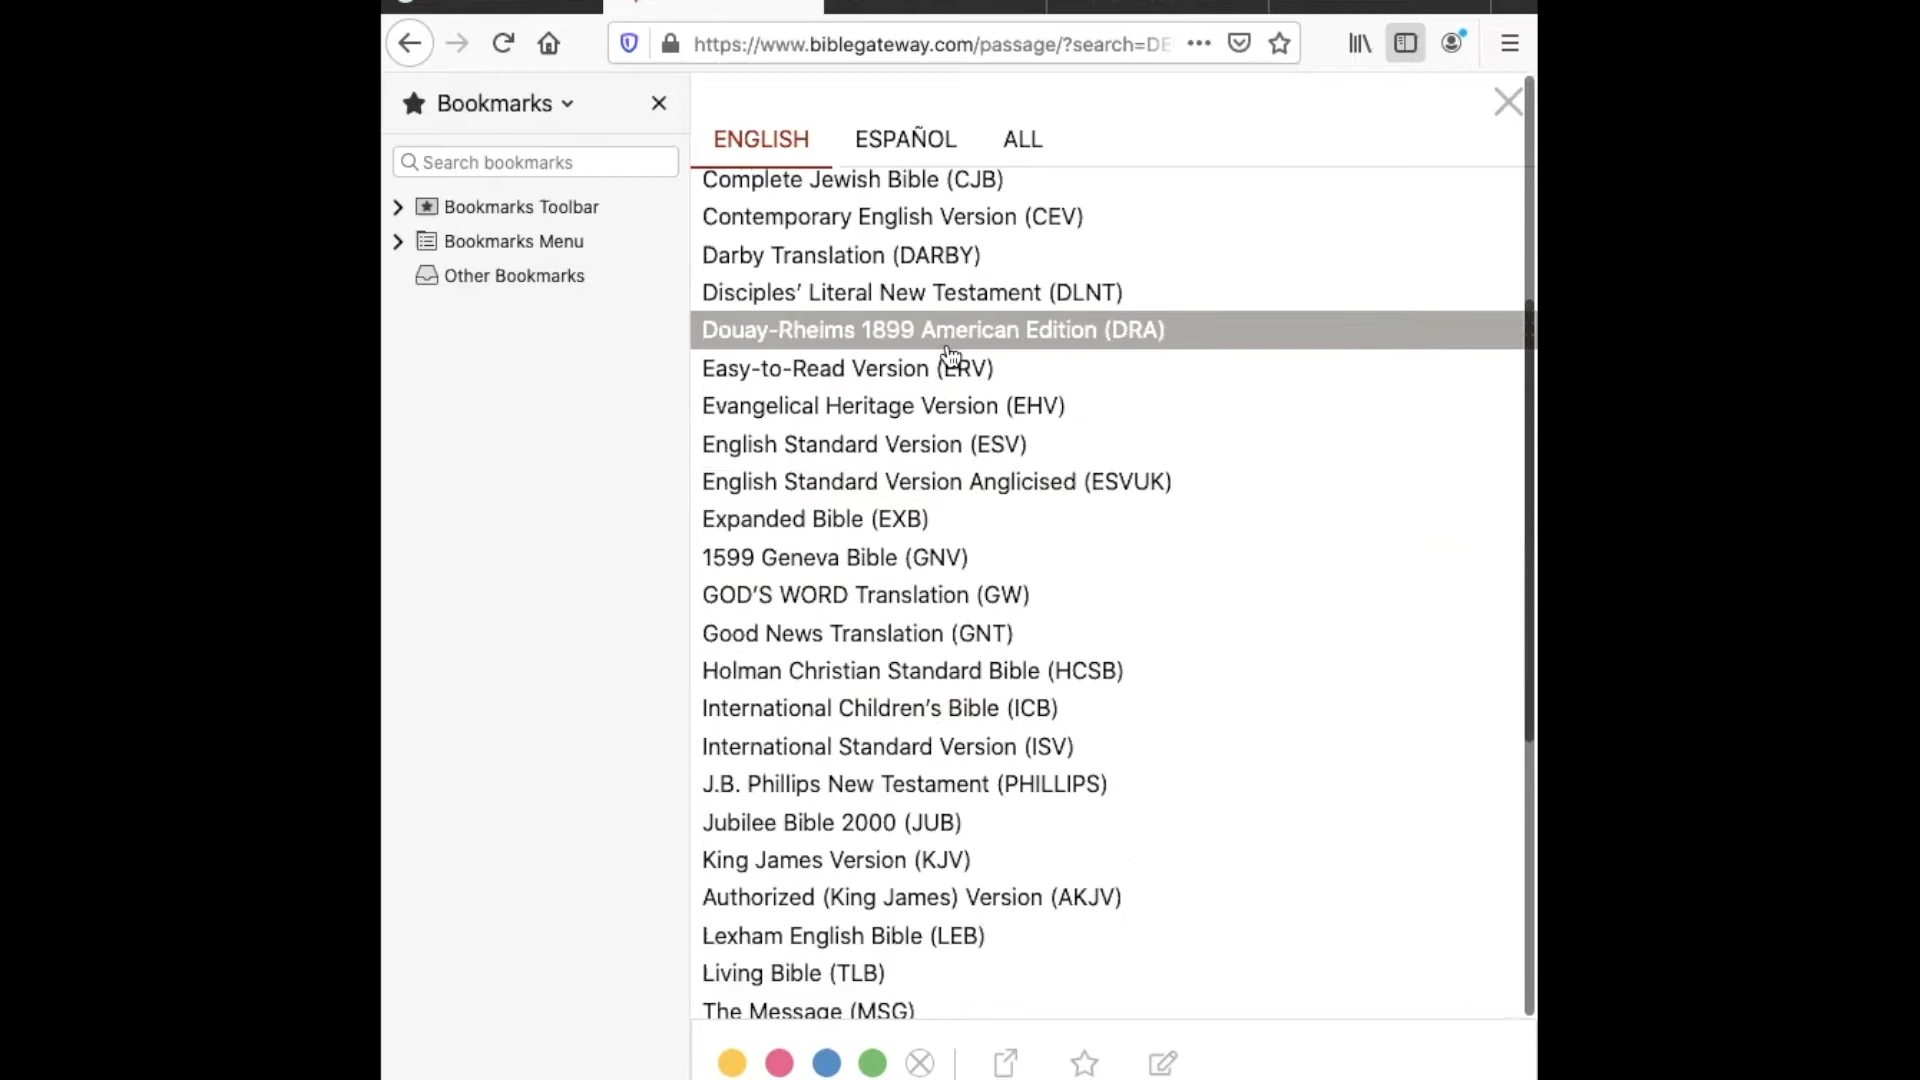 https://www.biblegateway.com/passage/?search=DE
Bookmarks
Search bookmarks
Bookmarks Toolbar
Bookmarks Menu
Other Bookmarks
ENGLISH ESPAÑOL ALL
Complete Jewish Bible (CJB)
Contemporary English Version (CEV)
Darby Translation (DARBY)
Disciples’ Literal New Testament (DLNT)
Douay-Rheims 1899 American Edition (DRA)
Easy-to-Read Version (ERV)
Evangelical Heritage Version (EHV)
English Standard Version (ESV)
English Standard Version Anglicised (ESVUK)
Expanded Bible (EXB)
1599 Geneva Bible (GNV)
GOD’S WORD Translation (GW)
Good News Translation (GNT)
Holman Christian Standard Bible (HCSB)
International Children’s Bible (ICB)
International Standard Version (ISV)
J.B. Phillips New Testament (PHILLIPS)
Jubilee Bible 2000 (JUB)
King James Version (KJV)
Authorized (King James) Version (AKJV)
Lexham English Bible (LEB)
Living Bible (TLB)
The Message (MSG)